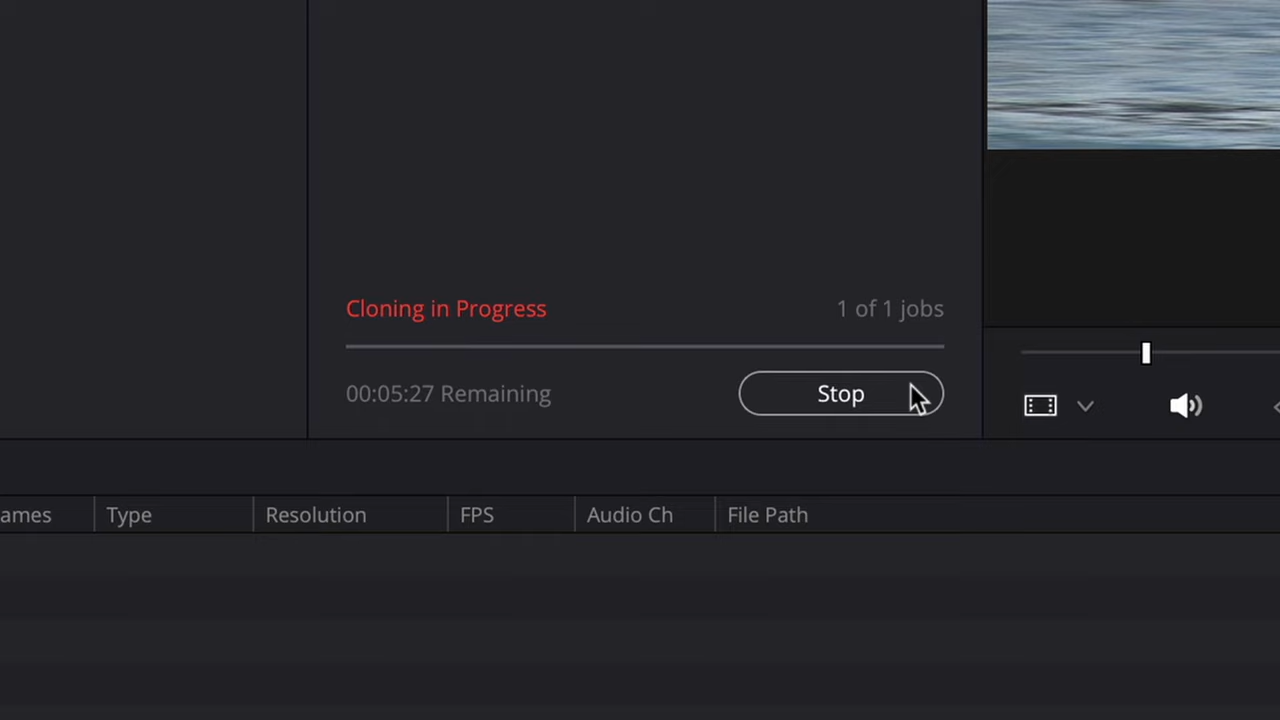 Cloning in Progress
1 of 1 jobs
00:05:27 Remaining
Stop
ames
Type
Resolution
FPS
Audio Ch
File Path